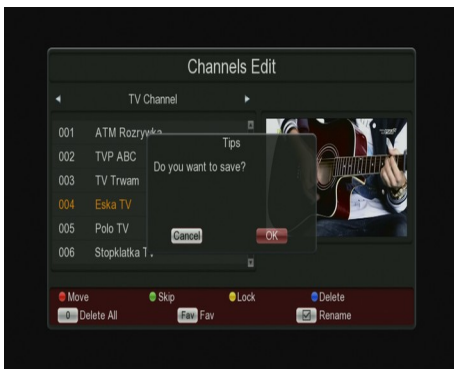 Channels Edit
TV Channel
001 ATM Rozrywka
002 TVP ABC
003 TV Trwam
004 Eska TV
005 Polo TV
006 Stopklatka T
Tips
Do you want to save?
Cancel OK
Move Skip Lock Delete
0 Delete All Fav Fav Rename